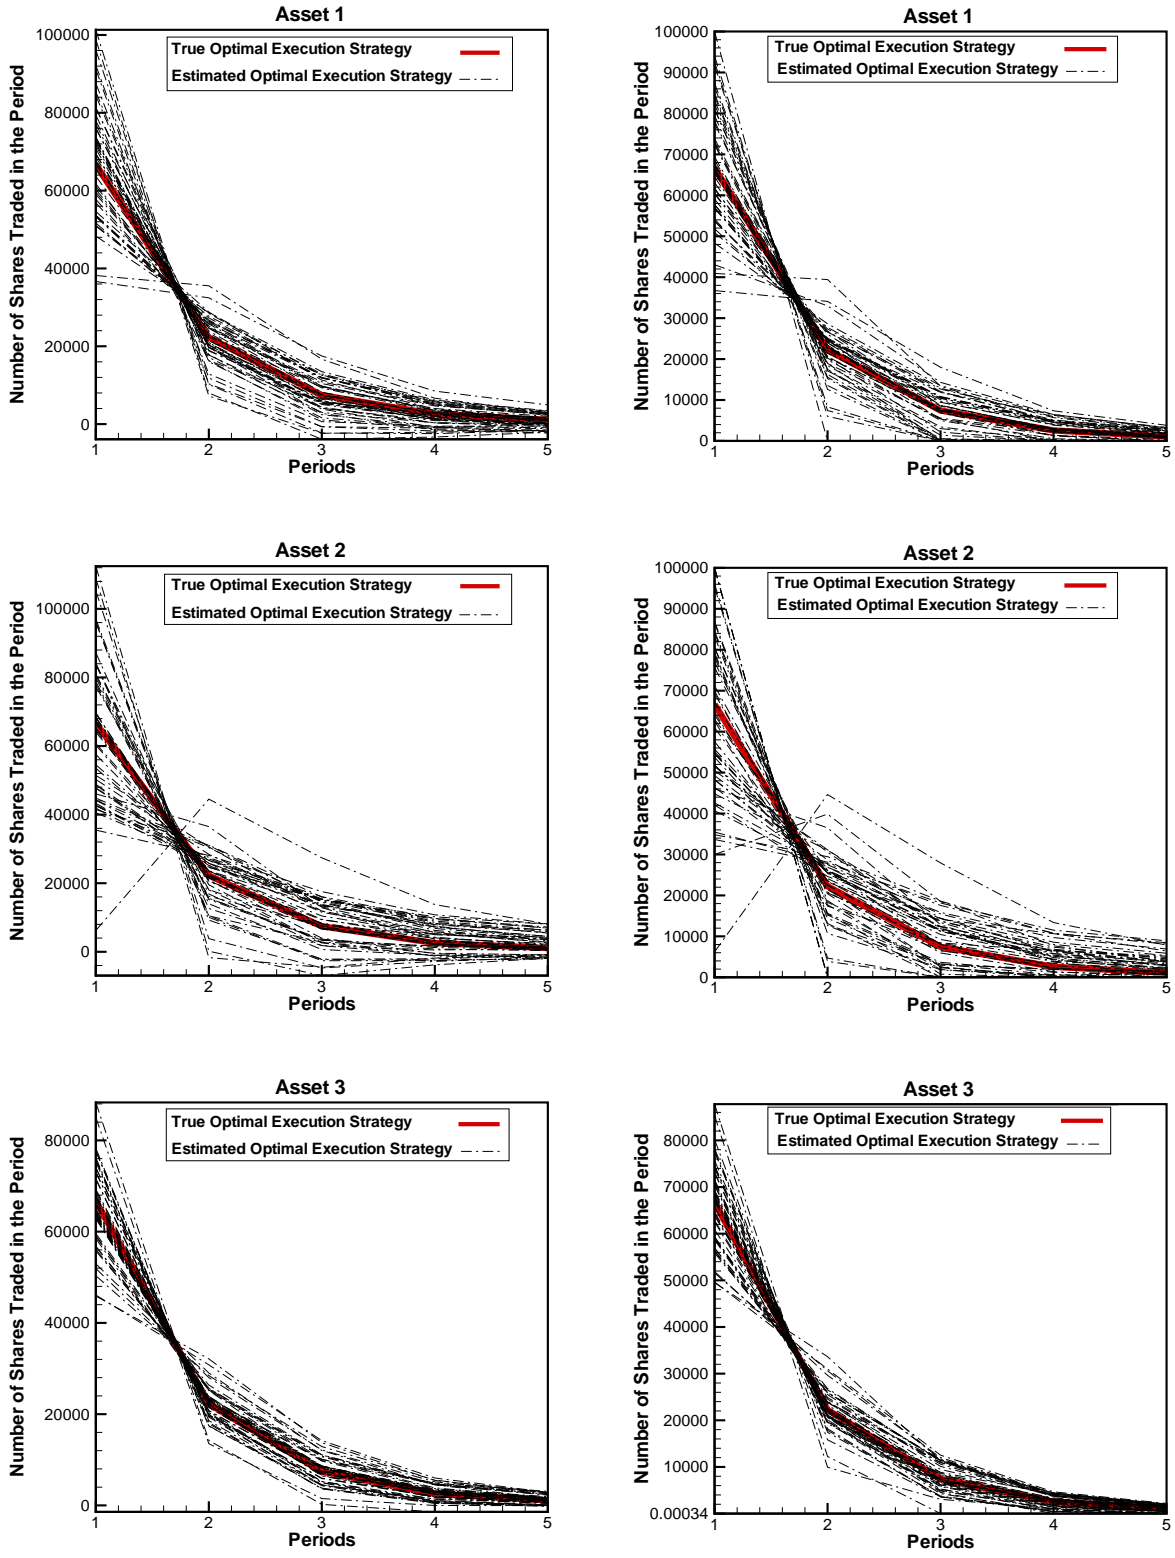 Asset 1
True Optimal Execution Strategy
Estimated Optimal Execution Strategy
Number of Shares Traded in the Period
100000
80000
60000
40000
20000
0
1 2 3 4 5
Periods
Asset 1
True Optimal Execution Strategy
Estimated Optimal Execution Strategy
Number of Shares Traded in the Period
100000
90000
80000
70000
60000
50000
40000
30000
20000
10000
0
1 2 3 4 5
Periods
Asset 2
True Optimal Execution Strategy
Estimated Optimal Execution Strategy
Number of Shares Traded in the Period
100000
80000
60000
40000
20000
0
1 2 3 4 5
Periods
Asset 2
True Optimal Execution Strategy
Estimated Optimal Execution Strategy
Number of Shares Traded in the Period
100000
90000
80000
70000
60000
50000
40000
30000
20000
10000
0
1 2 3 4 5
Periods
Asset 3
True Optimal Execution Strategy
Estimated Optimal Execution Strategy
Number of Shares Traded in the Period
80000
60000
40000
20000
0
1 2 3 4 5
Periods
Asset 3
True Optimal Execution Strategy
Estimated Optimal Execution Strategy
Number of Shares Traded in the Period
80000
70000
60000
50000
40000
30000
20000
10000
0.00034
1 2 3 4 5
Periods